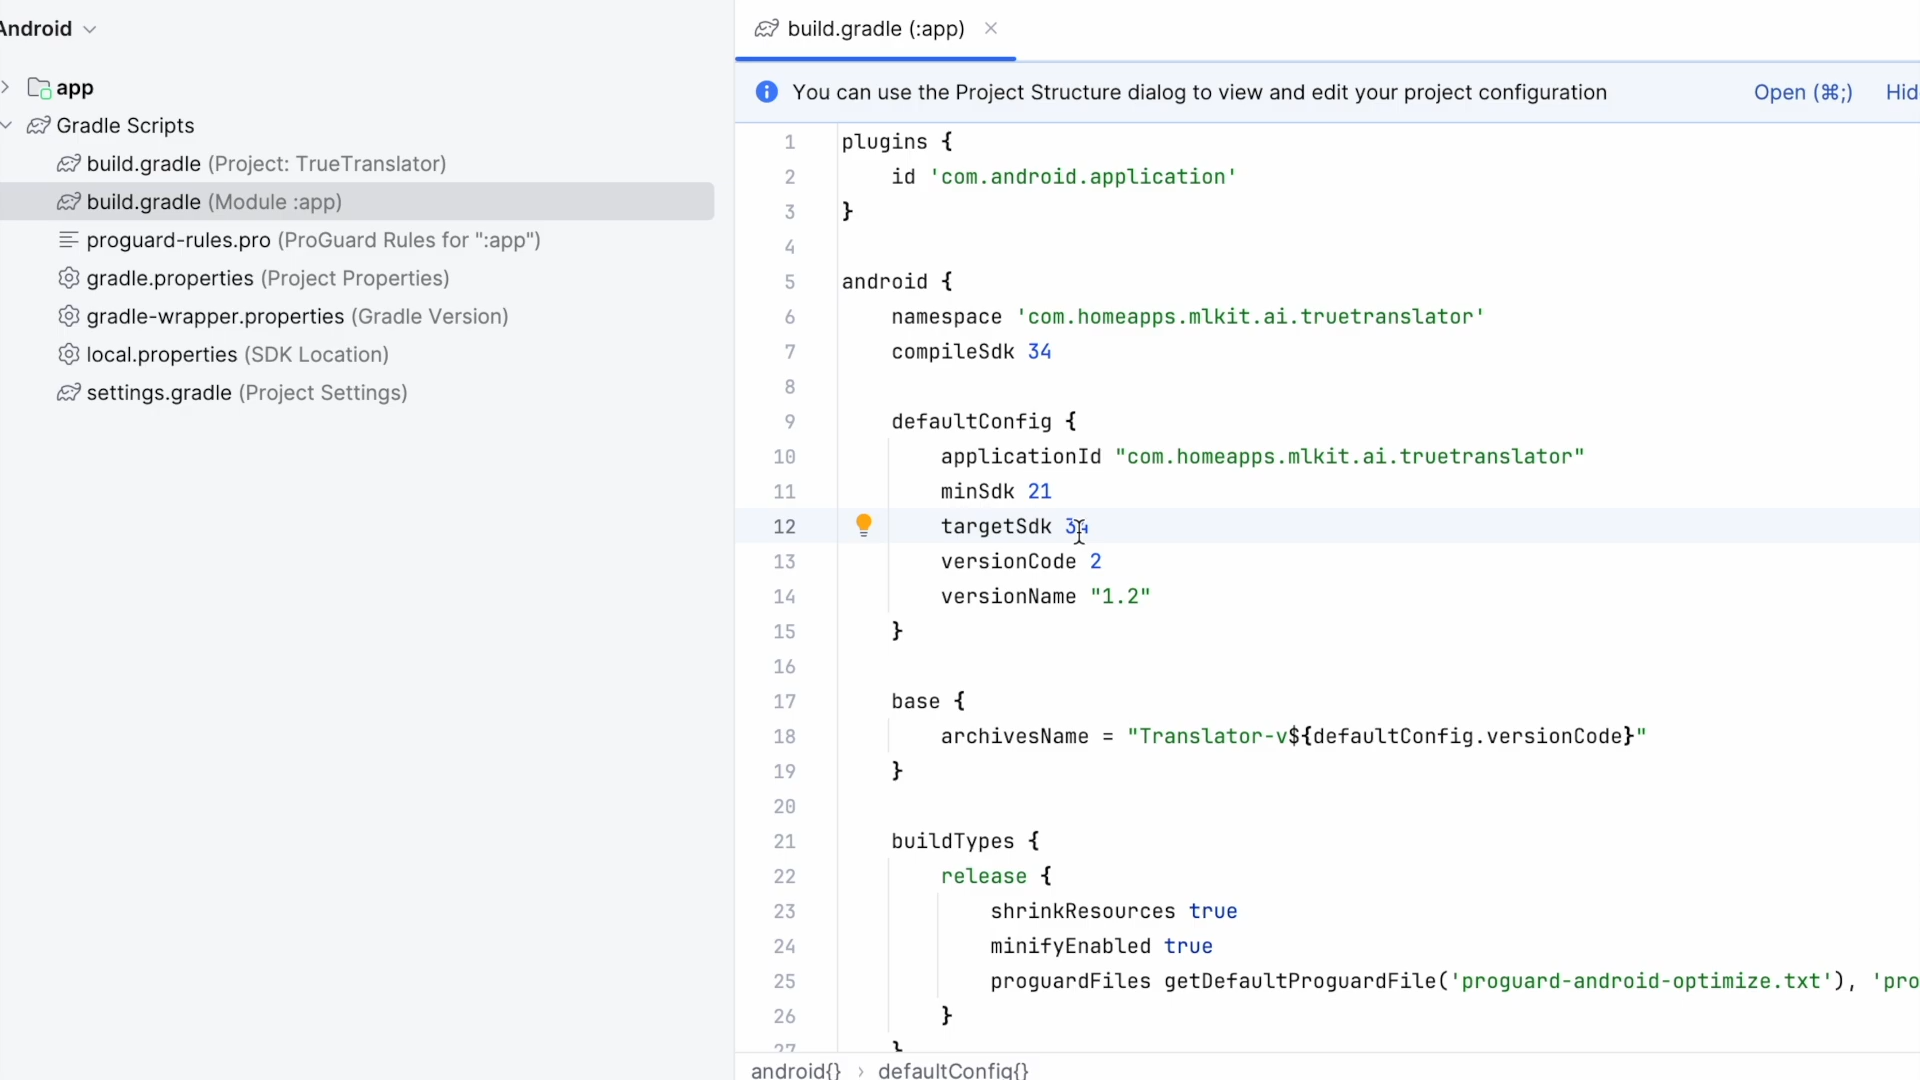 Android
app
Gradle Scripts
build.gradle (Project: TrueTranslator)
build.gradle (Module :app)
proguard-rules.pro (ProGuard Rules for ":app")
gradle.properties (Project Properties)
gradle-wrapper.properties (Gradle Version)
local.properties (SDK Location)
settings.gradle (Project Settings)
build.gradle (:app)
You can use the Project Structure dialog to view and edit your project configuration Open (⌘;) Hid
1 plugins {
2 id 'com.android.application'
3 }
4
5 android {
6 namespace 'com.homeapps.mlkit.ai.truetranslator'
7 compileSdk 34
8
9 defaultConfig {
10 applicationId "com.homeapps.mlkit.ai.truetranslator"
11 minSdk 21
12 targetSdk 34
13 versionCode 2
14 versionName "1.2"
15 }
16
17 base {
18 archivesName = "Translator-v${defaultConfig.versionCode}"
19 }
20
21 buildTypes {
22 release {
23 shrinkResources true
24 minifyEnabled true
25 proguardFiles getDefaultProguardFile('proguard-android-optimize.txt'), 'pro
26 }
27 }
android{} › defaultConfig{}